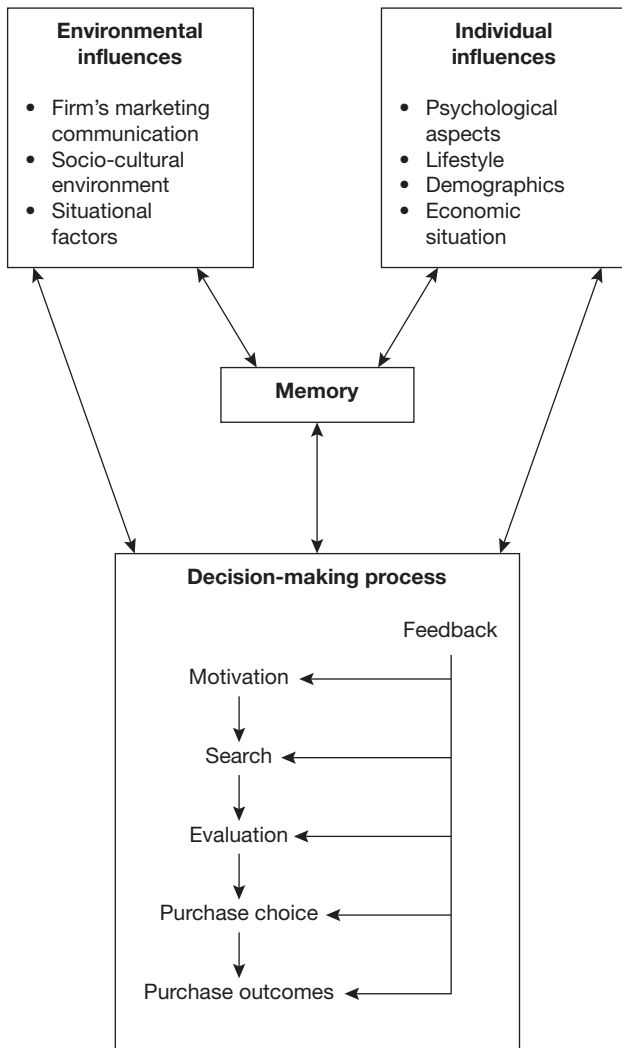 Environmental
influences
• Firm's marketing
communication
• Socio-cultural
environment
• Situational
factors
Individual
influences
• Psychological
aspects
• Lifestyle
• Demographics
• Economic
situation
Memory
Decision-making process
Feedback
Motivation
Search
Evaluation
Purchase choice
Purchase outcomes